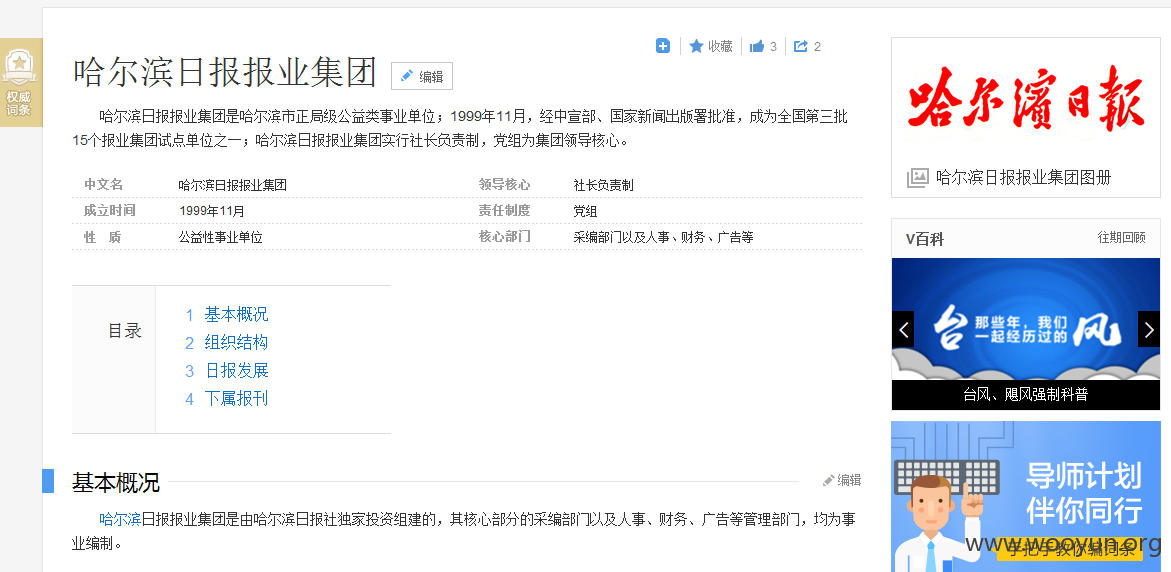 收藏 3 2
权威
词条
哈尔滨日报报业集团 编辑
哈尔滨日报报业集团是哈尔滨市正局级公益类事业单位；1999年11月，经中宣部、国家新闻出版署批准，成为全国第三批
15个报业集团试点单位之一；哈尔滨日报报业集团实行社长负责制，党组为集团领导核心。
中文名 哈尔滨日报报业集团 领导核心 社长负责制
成立时间 1999年11月 责任制度 党组
性 质 公益性事业单位 核心部门 采编部门以及人事、财务、广告等
目录
1 基本概况
2 组织结构
3 日报发展
4 下属报刊
基本概况 编辑
哈尔滨日报报业集团是由哈尔滨日报社独家投资组建的，其核心部分的采编部门以及人事、财务、广告等管理部门，均为事
业编制。
哈尔滨日报
哈尔滨日报报业集团图册
V百科 往期回顾
台 那些年，我们 风
一起经历过的
台风、飓风强制科普
导师计划
伴你同行
手把手教你编词条
www.wooyun.org